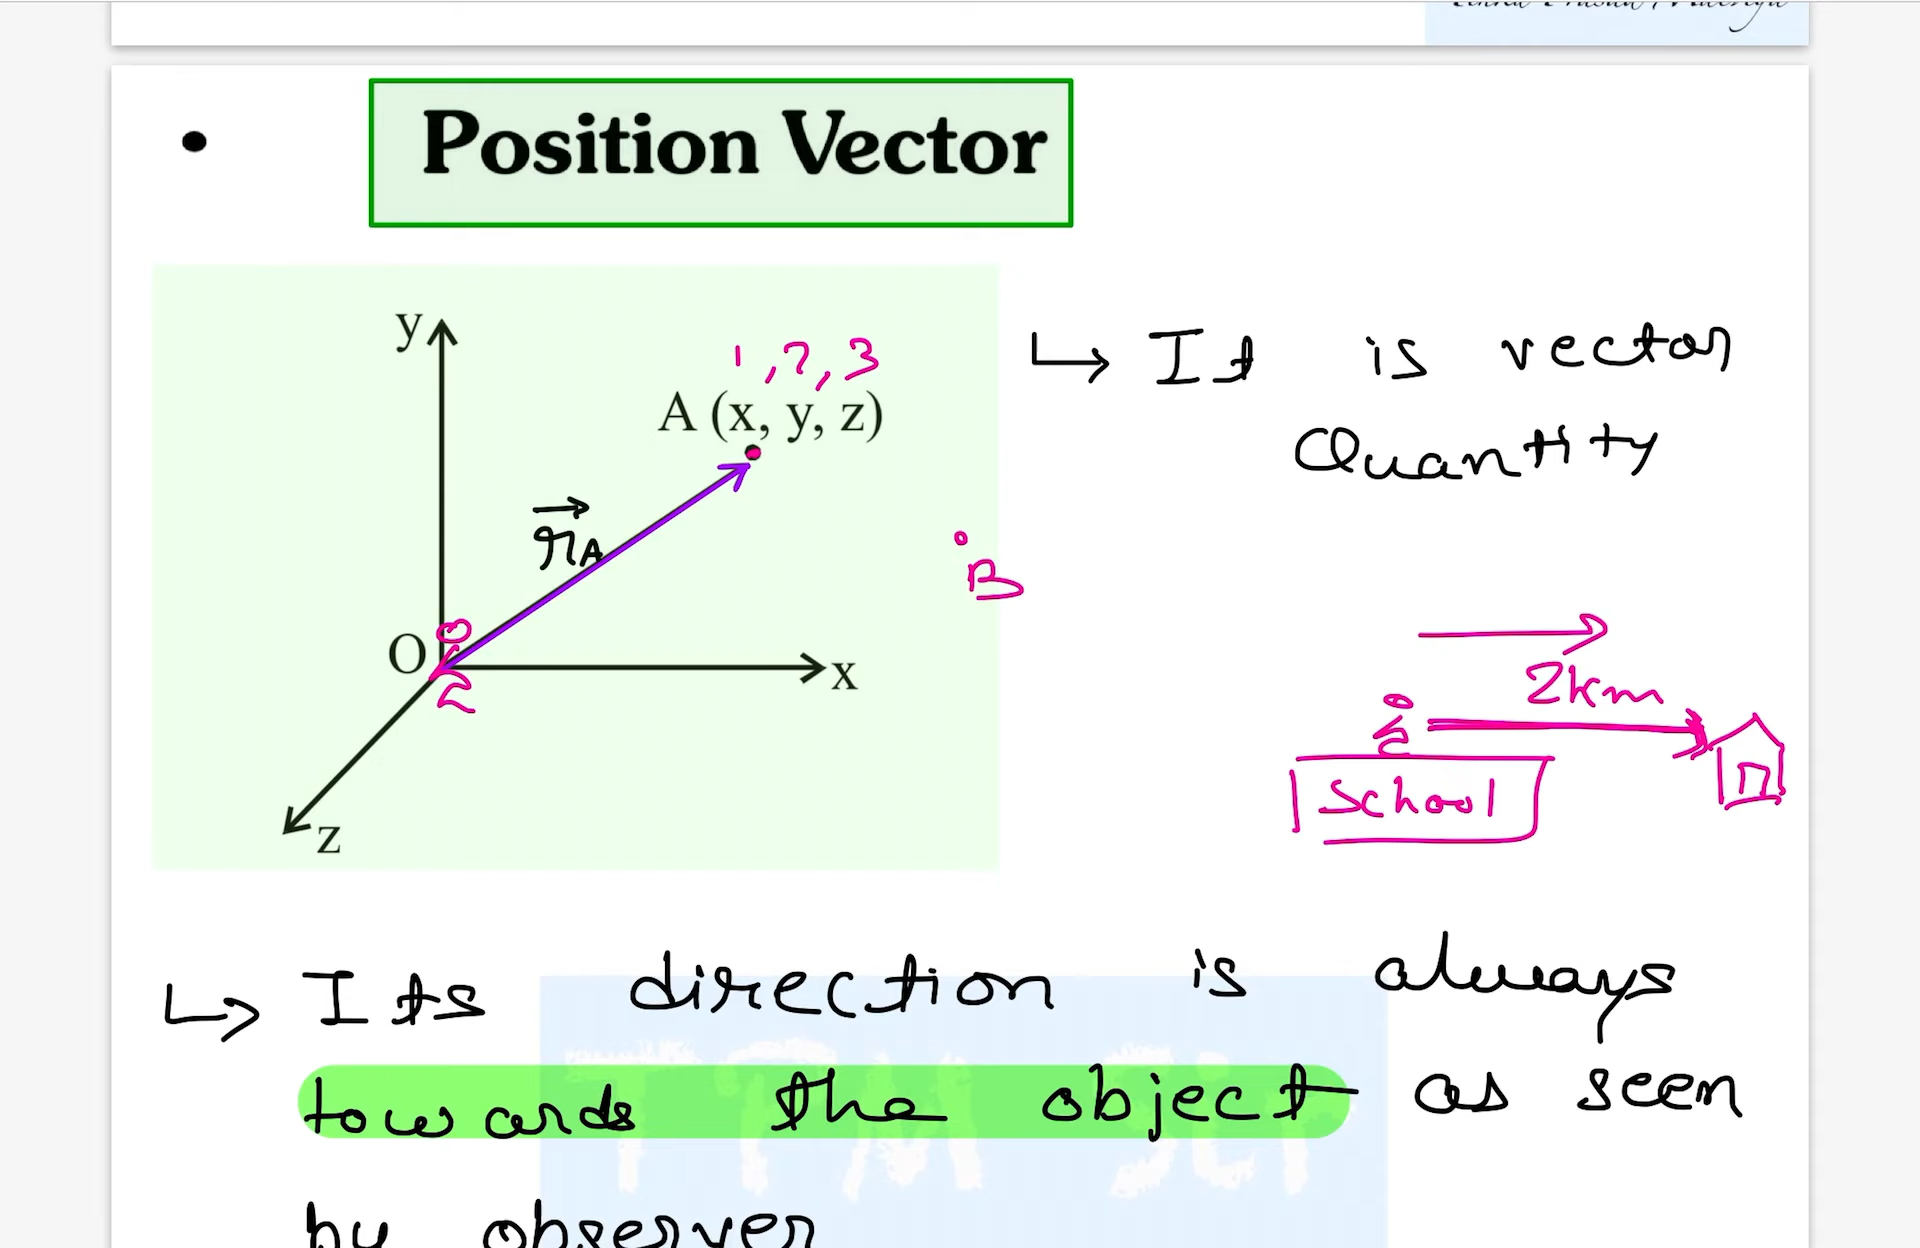 • Position Vector
y
1, 2, 3
A (x, y, z)
↳ It is vector
Quantity
r⃗A
B
O
x
z
2km
School
↳ Its direction is always
towards the object as seen
by observer